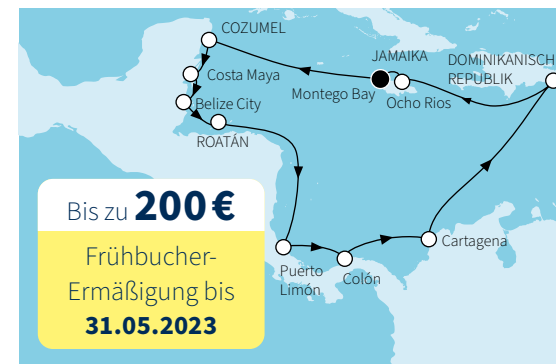 COZUMEL
JAMAIKA
DOMINIKANISCH
REPUBLIK
Costa Maya
Montego Bay
Ocho Rios
Belize City
ROATÁN
Bis zu 200 €
Frühbucher-
Ermäßigung bis
31.05.2023
Puerto
Limón
Colón
Cartagena